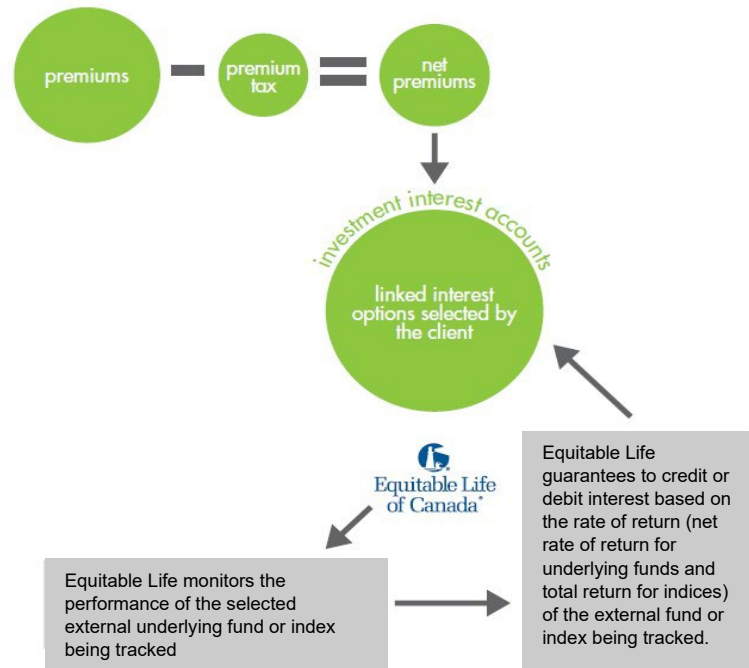 premiums
premium
tax
net
premiums
investment interest accounts
linked interest
options selected by
the client
Equitable Life
of Canada®
Equitable Life monitors the
performance of the selected
external underlying fund or index
being tracked
Equitable Life
guarantees to credit or
debit interest based on
the rate of return (net
rate of return for
underlying funds and
total return for indices)
of the external fund or
index being tracked.